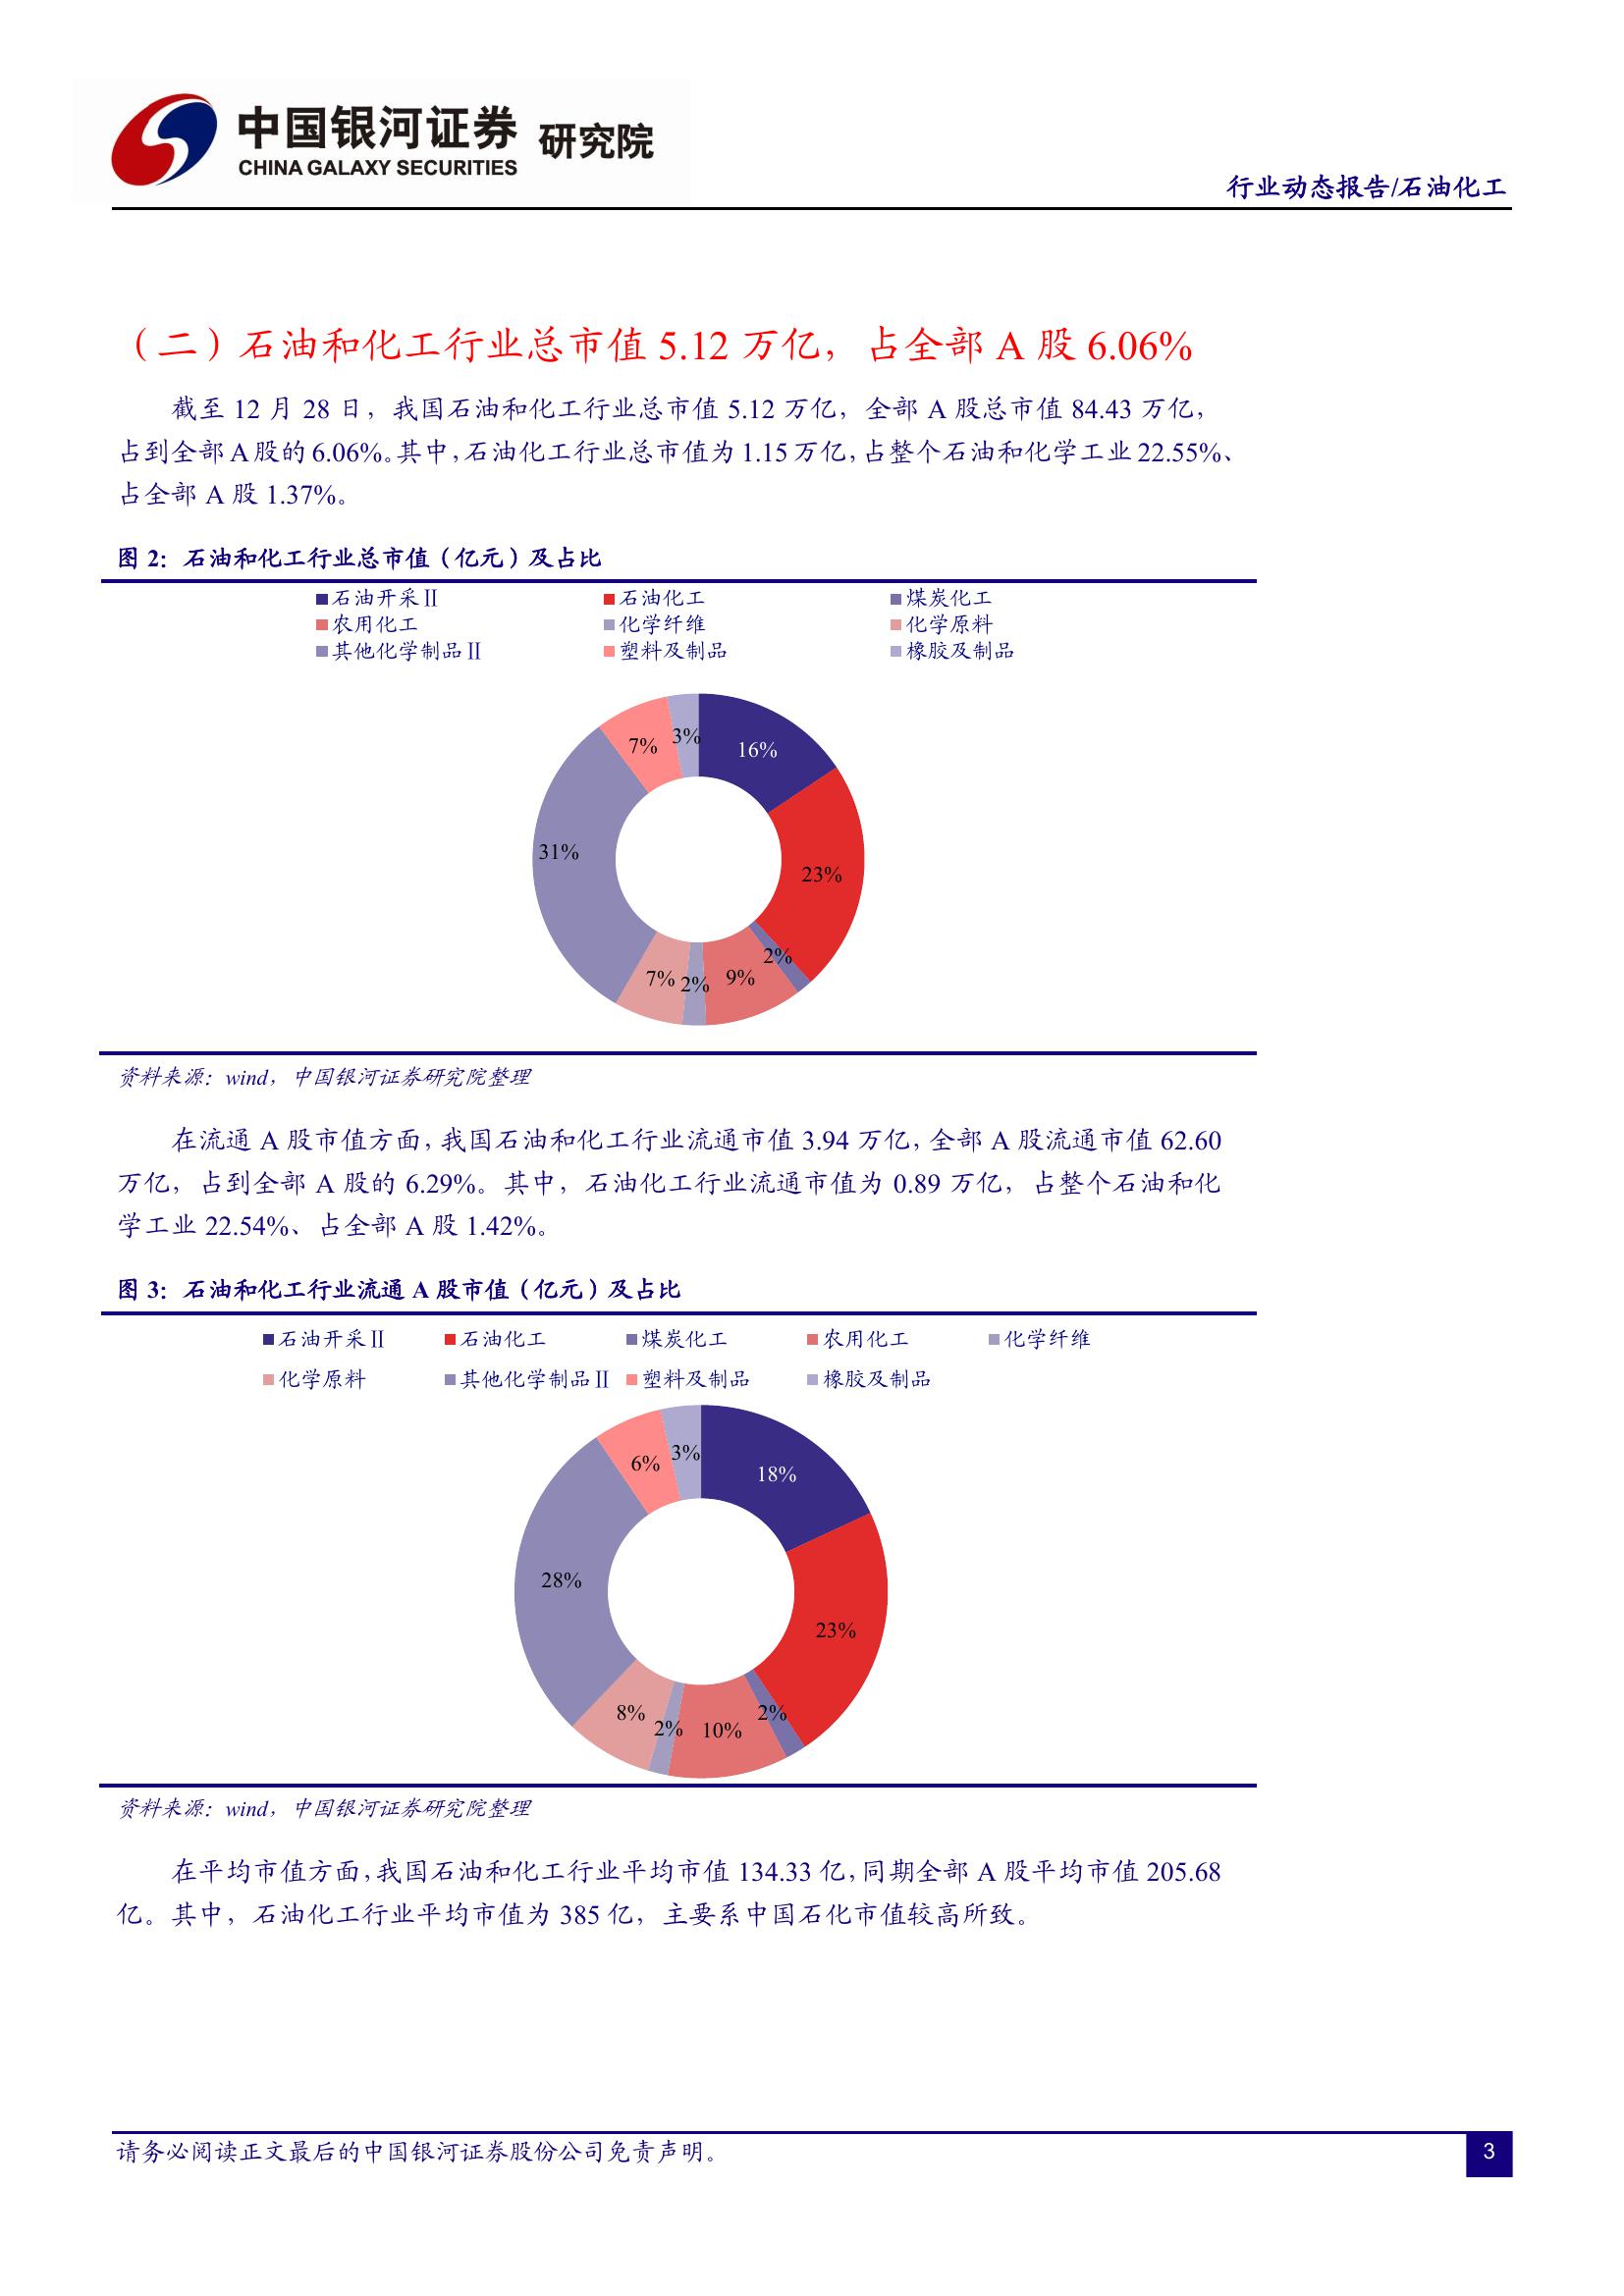 中国银河证券 研究院
CHINA GALAXY SECURITIES
行业动态报告/石油化工
（二）石油和化工行业总市值 5.12 万亿，占全部 A 股 6.06%
截至 12 月 28 日，我国石油和化工行业总市值 5.12 万亿，全部 A 股总市值 84.43 万亿，
占到全部 A 股的 6.06%。其中，石油化工行业总市值为 1.15 万亿，占整个石油和化学工业 22.55%、
占全部 A 股 1.37%。
图 2：石油和化工行业总市值（亿元）及占比
石油开采Ⅱ 石油化工 煤炭化工
农用化工 化学纤维 化学原料
其他化学制品Ⅱ 塑料及制品 橡胶及制品
3%
7%
16%
31%
23%
2%
9%
7%
2%
资料来源：wind，中国银河证券研究院整理
在流通 A 股市值方面，我国石油和化工行业流通市值 3.94 万亿，全部 A 股流通市值 62.60
万亿，占到全部 A 股的 6.29%。其中，石油化工行业流通市值为 0.89 万亿，占整个石油和化
学工业 22.54%、占全部 A 股 1.42%。
图 3：石油和化工行业流通 A 股市值（亿元）及占比
石油开采Ⅱ 石油化工 煤炭化工 农用化工 化学纤维
化学原料 其他化学制品Ⅱ 塑料及制品 橡胶及制品
3%
6%
18%
28%
23%
8%
2%
2%
10%
资料来源：wind，中国银河证券研究院整理
在平均市值方面，我国石油和化工行业平均市值 134.33 亿，同期全部 A 股平均市值 205.68
亿。其中，石油化工行业平均市值为 385 亿，主要系中国石化市值较高所致。
请务必阅读正文最后的中国银河证券股份公司免责声明。
3